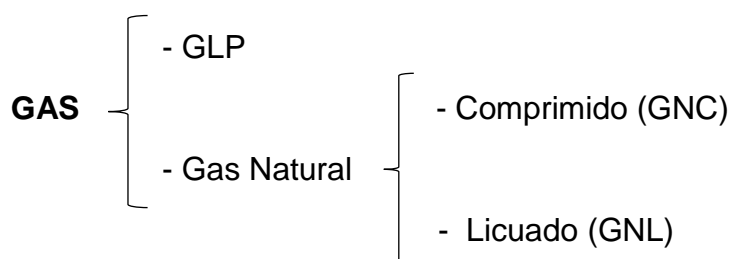 - GLP
GAS
- Comprimido (GNC)
- Gas Natural
- Licuado (GNL)